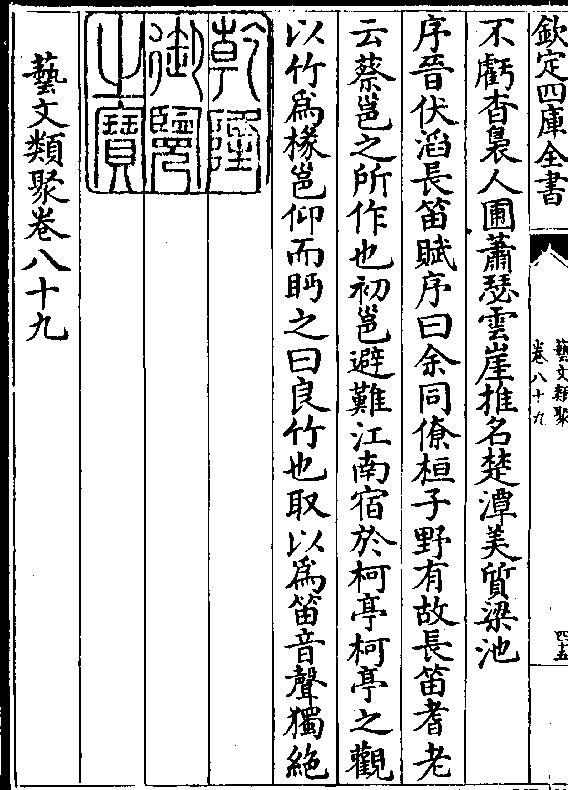 欽定四庫全書
藝文類聚
卷八十九
四五
不虧杳裊人圃蕭瑟雲崖推名楚潭美質梁池
序晉伏滔長笛賦序曰余同僚桓子野有故長笛耆老
云蔡邕之所作也初邕避難江南宿於柯亭柯亭之觀
以竹為椽邕仰而眄之曰良竹也取以為笛音聲獨絶
乾隆
御覽
之寶
藝文類聚卷八十九